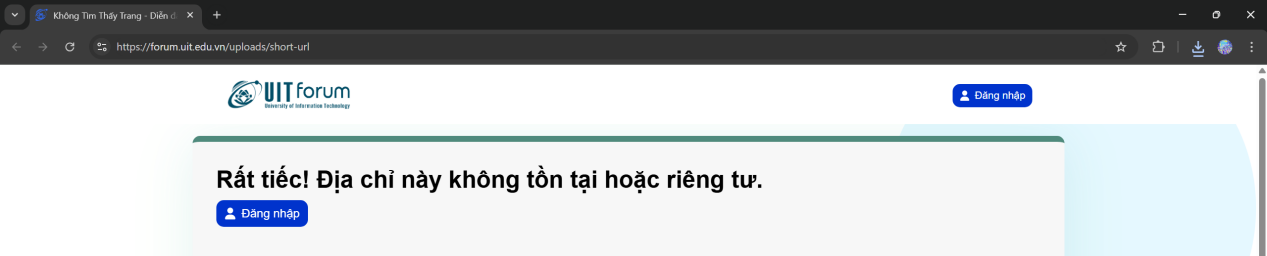 Không Tìm Thấy Trang - Diễn đ
https://forum.uit.edu.vn/uploads/short-url
UIT forum
University of Information Technology
Đăng nhập
Rất tiếc! Địa chỉ này không tồn tại hoặc riêng tư.
Đăng nhập